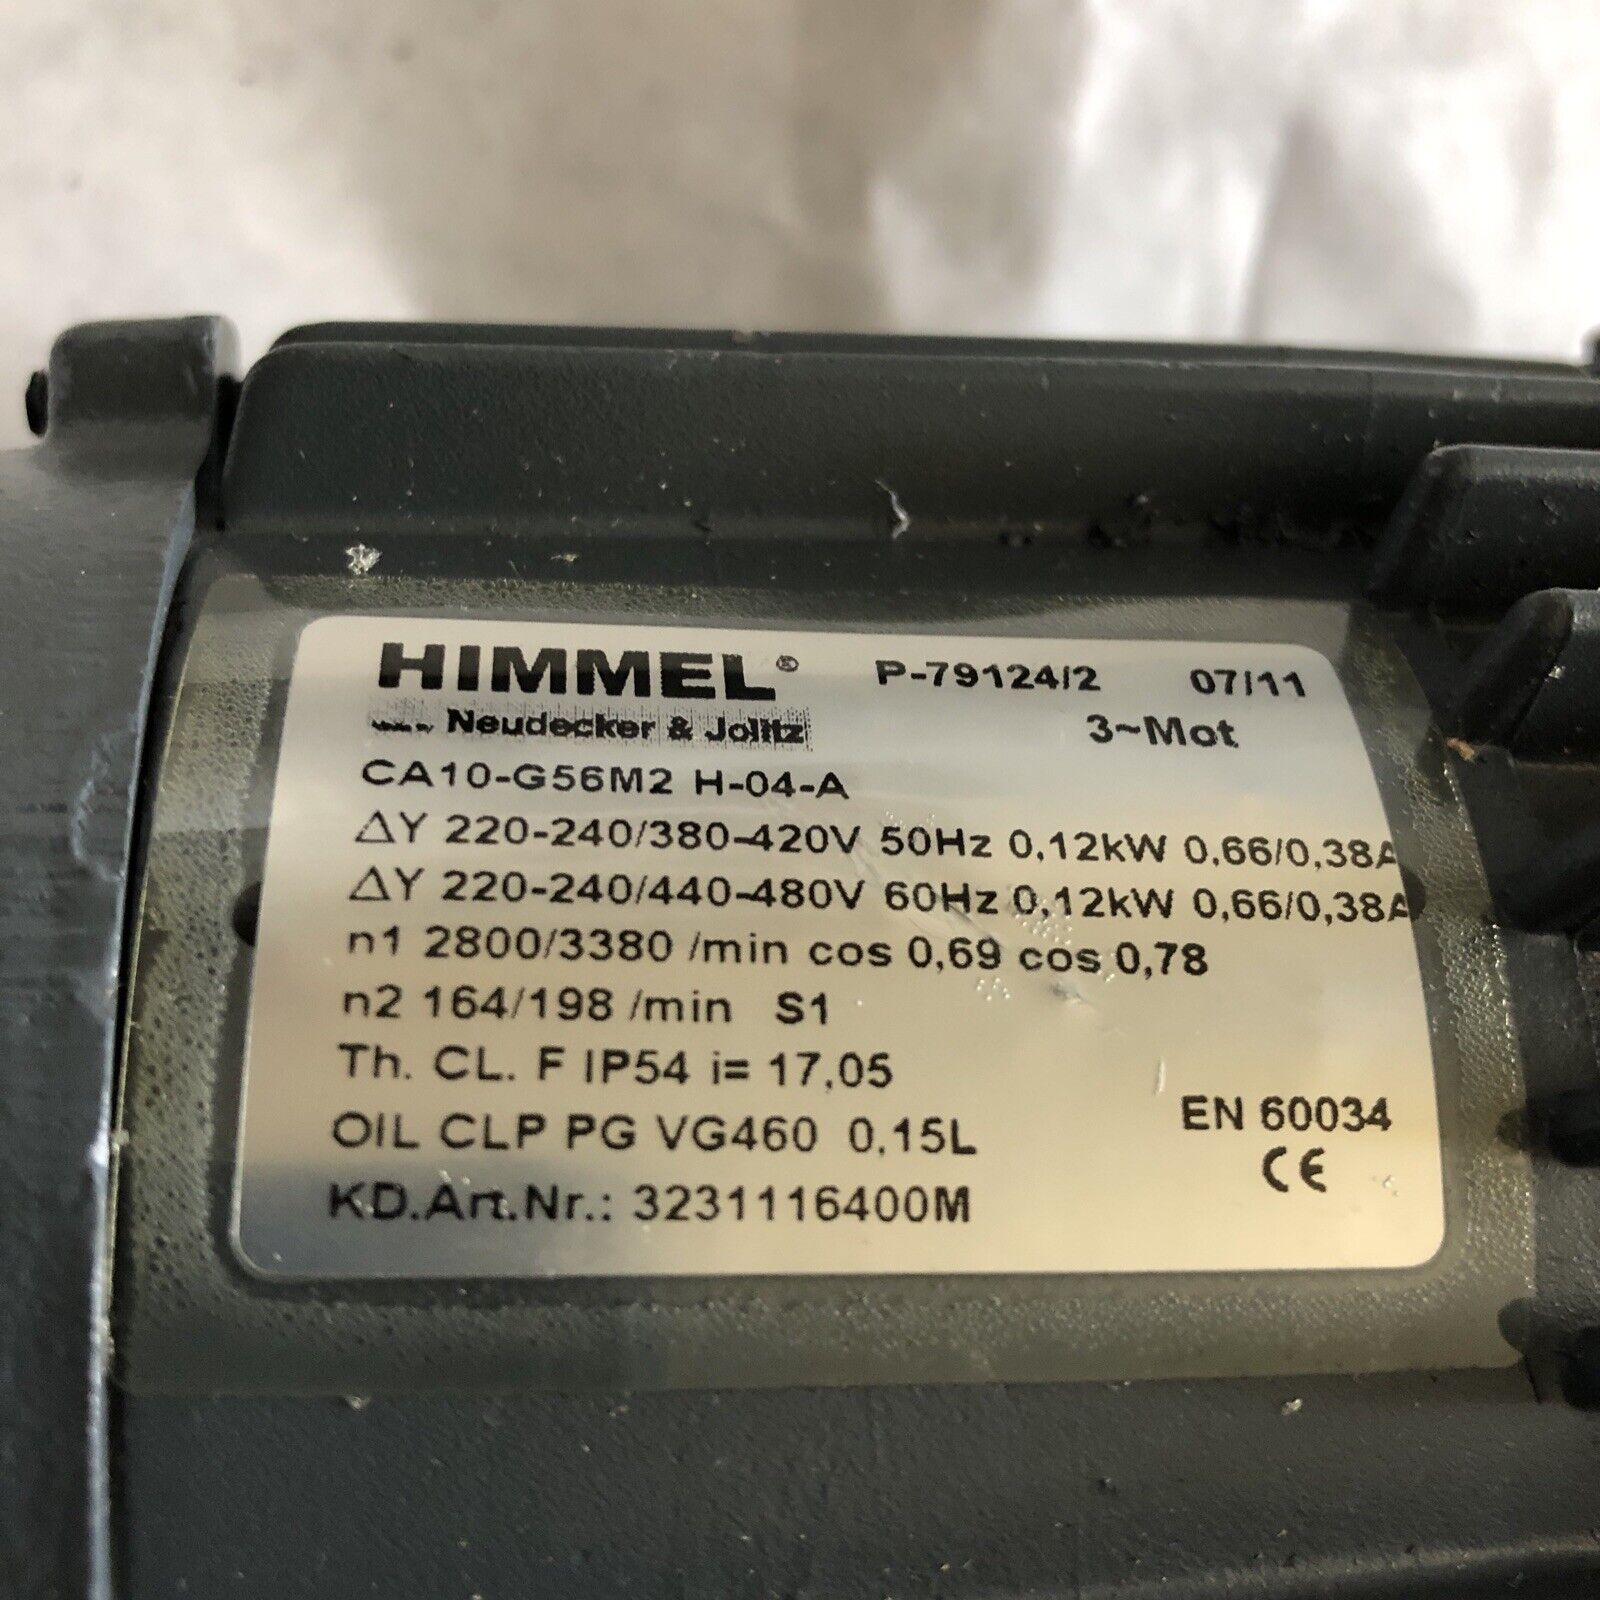 HIMMEL® P-79124/2 07/11
Neudecker & Jolitz 3~Mot
CA10-G56M2 H-04-A
ΔY 220-240/380-420V 50Hz 0,12kW 0,66/0,38A
ΔY 220-240/440-480V 60Hz 0,12kW 0,66/0,38A
n1 2800/3380 /min cos 0,69 cos 0,78
n2 164/198 /min S1
Th. CL. F IP54 i= 17,05
OIL CLP PG VG460 0,15L
EN 60034
CE
KD.Art.Nr.: 3231116400M